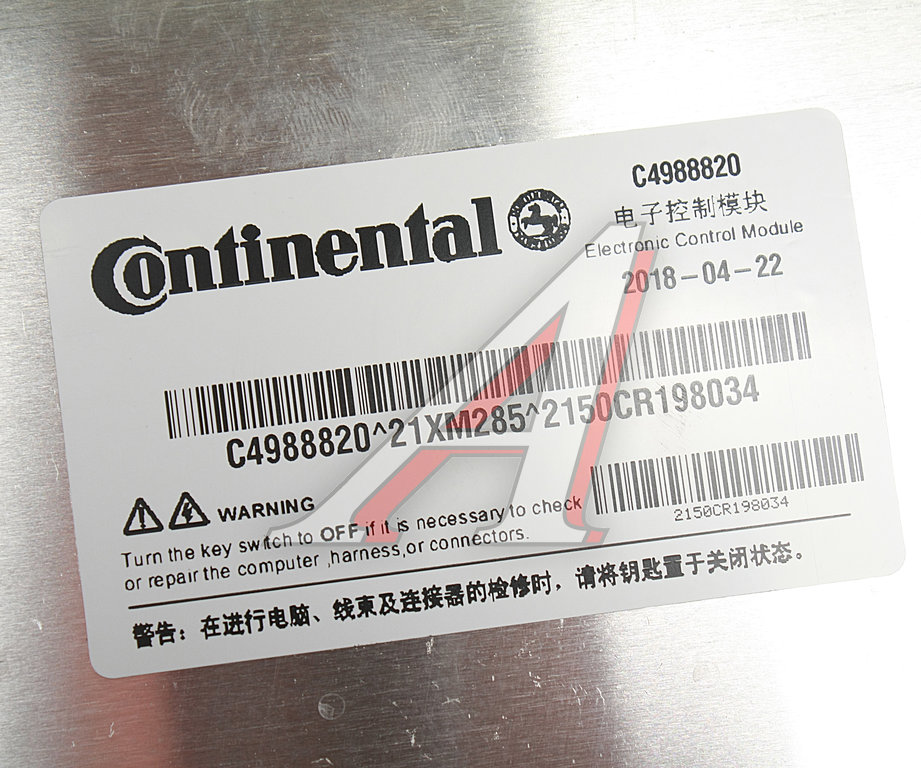 Continental
C4988820
电子控制模块
Electronic Control Module
2018-04-22
C4988820^21XM285^2150CR198034
2150CR198034
WARNING
Turn the key switch to OFF if it is necessary to check
or repair the computer ,harness,or connectors.
警告：在进行电脑、线束及连接器的检修时，请将钥匙置于关闭状态。